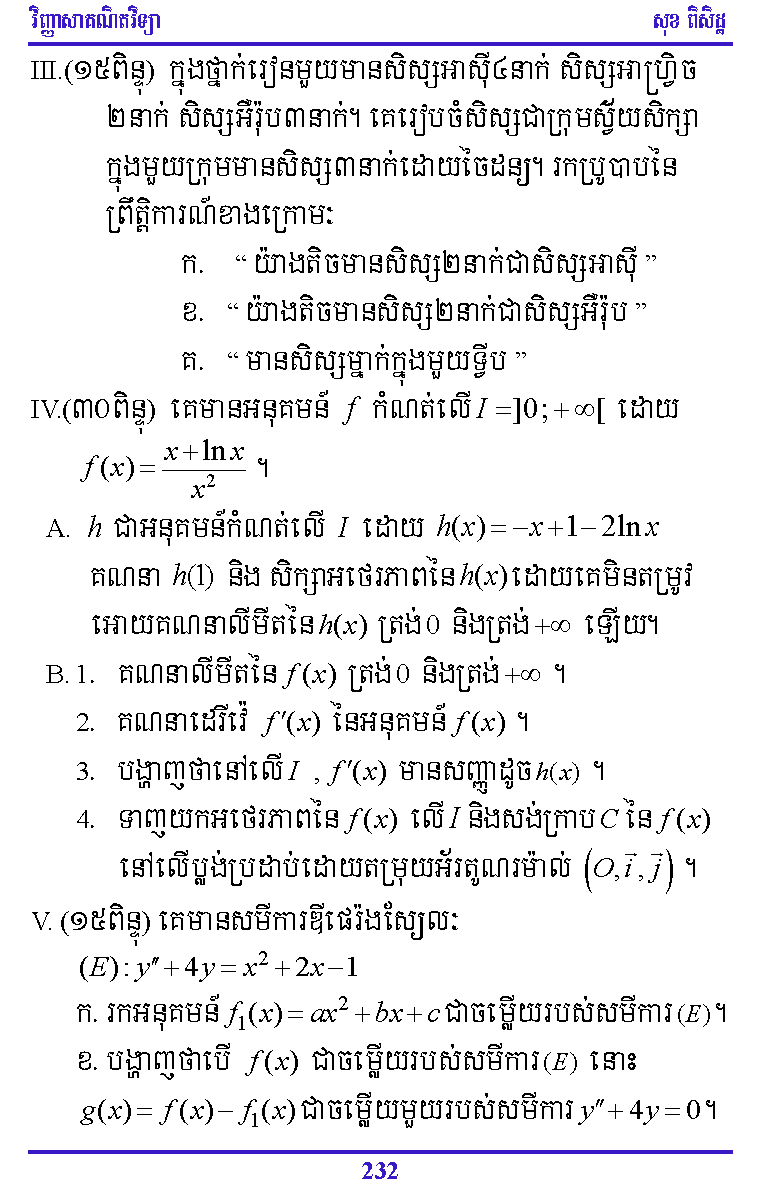 វិញ្ញាសាគណិតវិទ្យា សុខ ពិសិដ្ឋ
III.(១៥ពិន្ទុ) ក្នុងថ្នាក់រៀនមួយមានសិស្សអាស៊ី៤នាក់ សិស្សអាហ្រ្វិច
២នាក់ សិស្សអឺរ៉ុប៣នាក់។ គេរៀបចំសិស្សជាក្រុមស្វ័យសិក្សា
ក្នុងមួយក្រុមមានសិស្ស៣នាក់ដោយចៃដន្យ។ រកប្រូបាបនៃ
ព្រឹត្តិការណ៍ខាងក្រោមៈ
ក. “ យ៉ាងតិចមានសិស្ស២នាក់ជាសិស្សអាស៊ី ”
ខ. “ យ៉ាងតិចមានសិស្ស២នាក់ជាសិស្សអឺរ៉ុប ”
គ. “ មានសិស្សម្នាក់ក្នុងមួយទ្វីប ”
IV.(៣0ពិន្ទុ) គេមានអនុគមន៍ f កំណត់លើ I =]0;+∞[ ដោយ
f(x)= (x+ln x)/x² ។
A. h ជាអនុគមន៍កំណត់លើ I ដោយ h(x)=−x+1−2ln x
គណនា h(1) និង សិក្សាអថេរភាពនៃ h(x) ដោយគេមិនតម្រូវ
អោយគណនាលីមីតនៃ h(x) ត្រង់ 0 និងត្រង់ +∞ ឡើយ។
B. 1. គណនាលីមីតនៃ f(x) ត្រង់ 0 និងត្រង់ +∞ ។
2. គណនាដេរីវេ f′(x) នៃអនុគមន៍ f(x) ។
3. បង្ហាញថានៅលើ I , f′(x) មានសញ្ញាដូច h(x) ។
4. ទាញយកអថេរភាពនៃ f(x) លើ I និងសង់ក្រាប C នៃ f(x)
នៅលើប្លង់ប្រដាប់ដោយតម្រុយអ័រតូណរម៉ាល់ (O,i⃗,j⃗) ។
V. (១៥ពិន្ទុ) គេមានសមីការឌីផេរ៉ង់ស្យែលៈ
(E): y″+4y=x²+2x−1
ក. រកអនុគមន៍ f₁(x)=ax²+bx+c ជាចម្លើយរបស់សមីការ (E)។
ខ. បង្ហាញថាបើ f(x) ជាចម្លើយរបស់សមីការ (E) នោះ
g(x)= f(x)− f₁(x) ជាចម្លើយមួយរបស់សមីការ y″+4y=0។
232